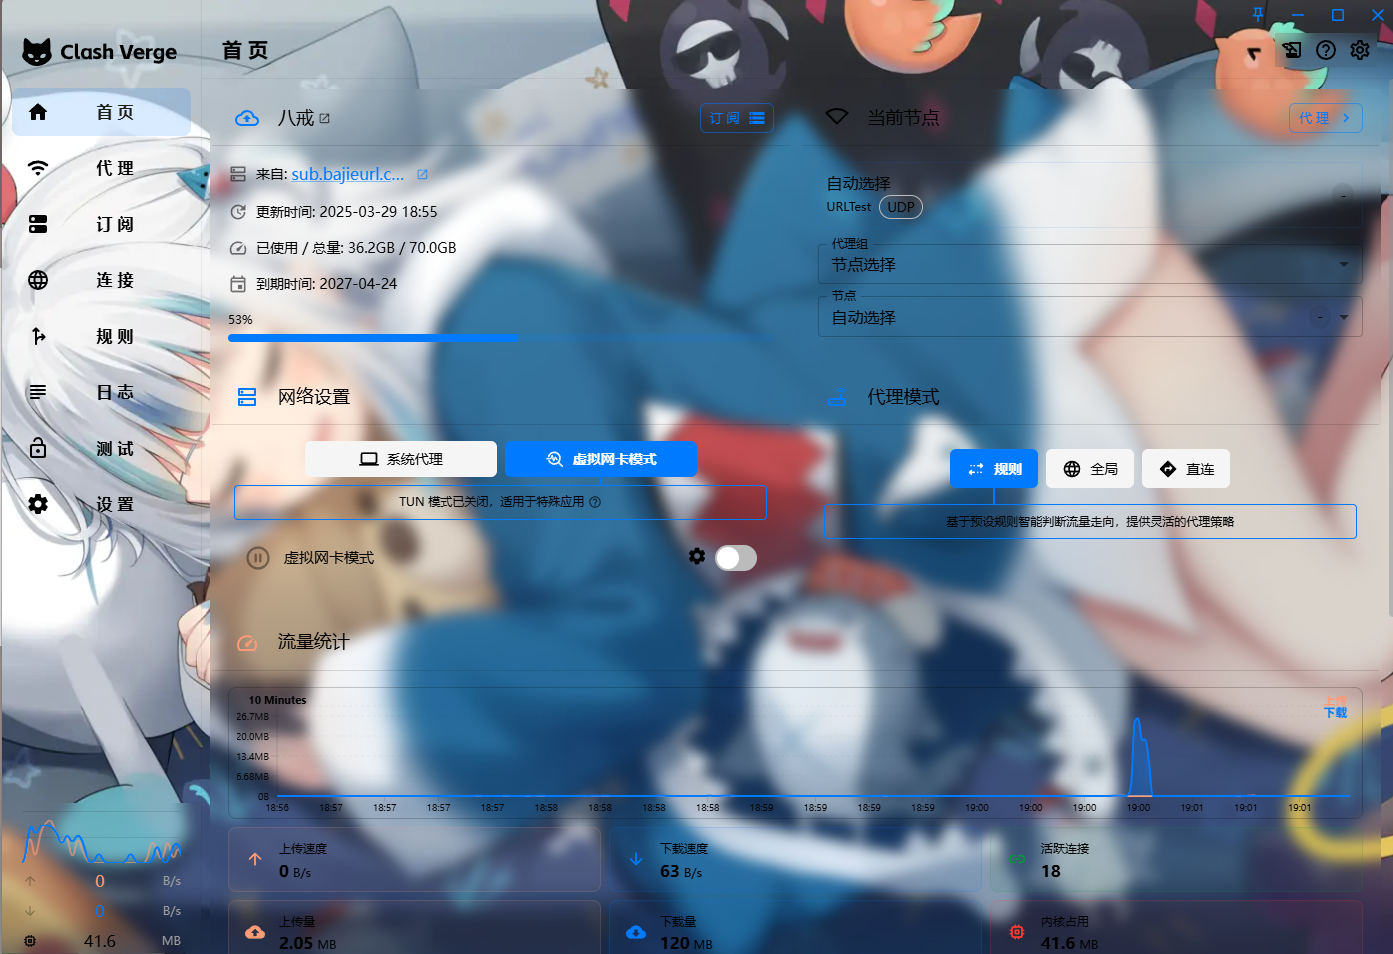 Clash Verge
首页
首页
代理
订阅
连接
规则
日志
测试
设置
0 B/s
0 B/s
41.6 MB
八戒
订阅
来自: sub.bajieurl.c...
更新时间: 2025-03-29 18:55
已使用 / 总量: 36.2GB / 70.0GB
到期时间: 2027-04-24
53%
当前节点
代理
自动选择
URLTest UDP
-
代理组
节点选择
节点
自动选择 -
网络设置
系统代理
虚拟网卡模式
TUN 模式已关闭，适用于特殊应用
虚拟网卡模式
代理模式
规则
全局
直连
基于预设规则智能判断流量走向，提供灵活的代理策略
流量统计
10 Minutes
上传
下载
26.7MB
20.0MB
13.4MB
6.68MB
0B
18:56 18:57 18:57 18:57 18:57 18:58 18:58 18:58 18:58 18:59 18:59 18:59 18:59 19:00 19:00 19:00 19:00 19:01 19:01 19:01
上传速度
0 B/s
下载速度
63 B/s
活跃连接
18
上传量
2.05 MB
下载量
120 MB
内核占用
41.6 MB